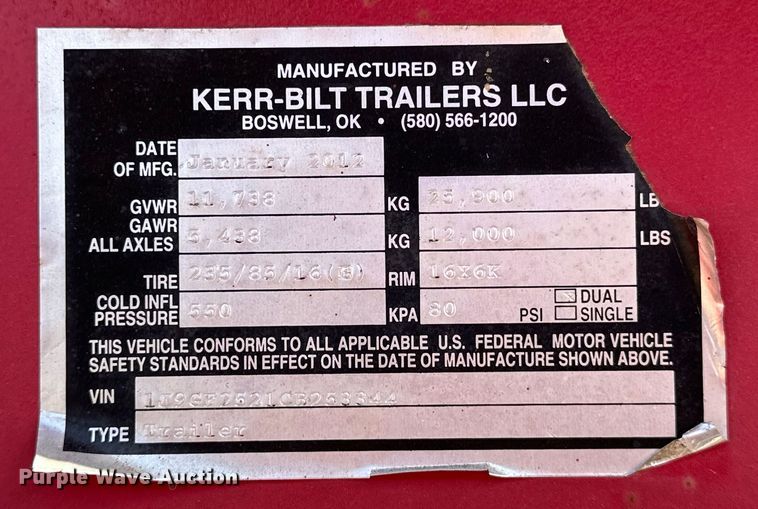 MANUFACTURED BY
KERR-BILT TRAILERS LLC
BOSWELL, OK • (580) 566-1200
DATE OF MFG. January 2012
GVWR 11,738 KG 25,900 LB
GAWR ALL AXLES 5,438 KG 12,000 LBS
TIRE 235/85/16(G) RIM 16X6K
COLD INFL PRESSURE 550 KPA 80 PSI DUAL SINGLE
THIS VEHICLE CONFORMS TO ALL APPLICABLE U.S. FEDERAL MOTOR VEHICLE
SAFETY STANDARDS IN EFFECT ON THE DATE OF MANUFACTURE SHOWN ABOVE.
VIN
TYPE Trailer
Purple Wave Auction